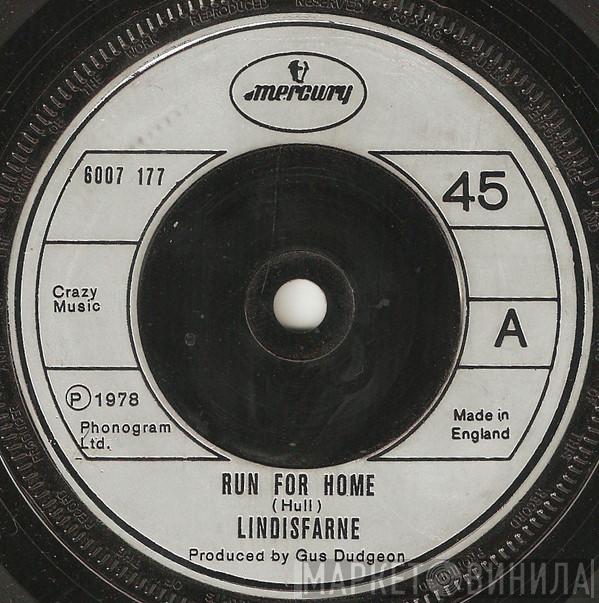 mercury
6007 177
45
Crazy
Music
A
℗ 1978
Phonogram
Ltd.
Made in
England
RUN FOR HOME
(Hull)
LINDISFARNE
Produced by Gus Dudgeon
МАРКЕТ ВИНИЛА